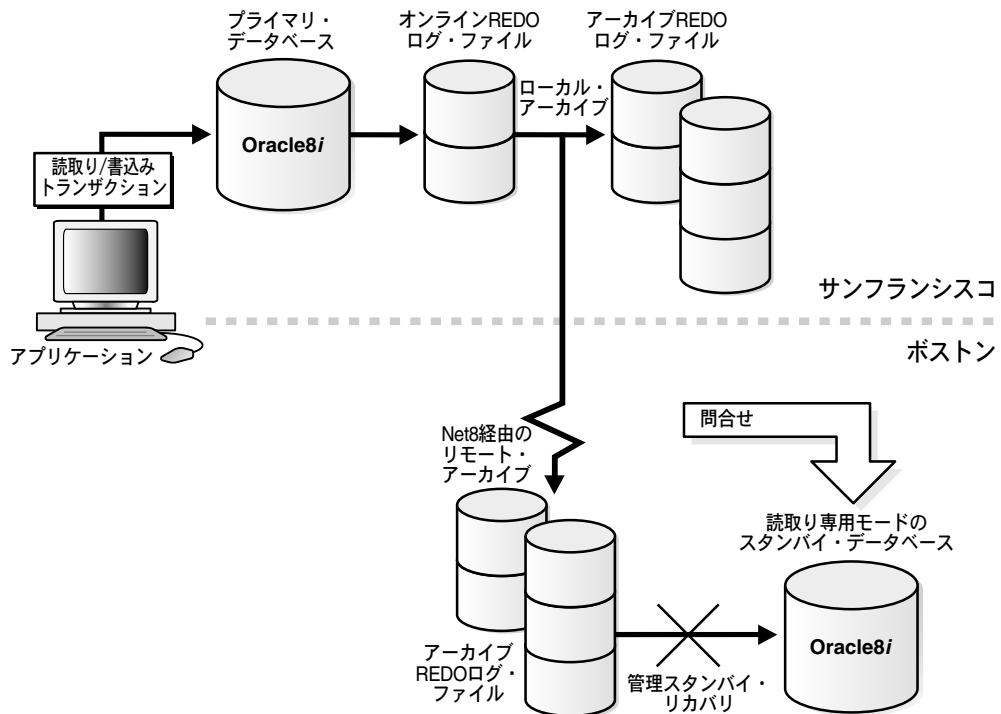 プライマリ・
データベース
オンラインREDO
ログ・ファイル
アーカイブREDO
ログ・ファイル
ローカル・
アーカイブ
Oracle8i
読取り/書込み
トランザクション
サンフランシスコ
アプリケーション
ボストン
問合せ
Net8経由の
リモート・
アーカイブ
読取り専用モードの
スタンバイ・データベース
Oracle8i
アーカイブ
REDOログ・
ファイル
管理スタンバイ・
リカバリ